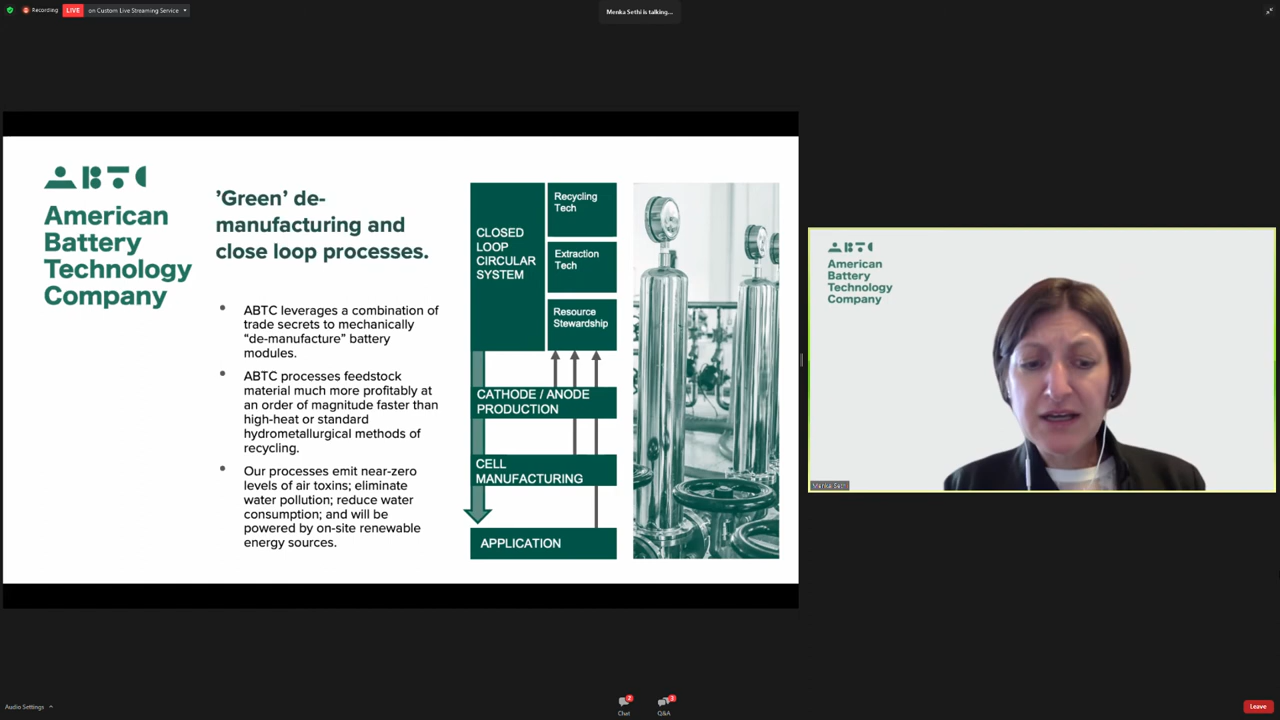 Recording
LIVE
on Custom Live Streaming Service
Menka Sethi is talking...
ABTC
American
Battery
Technology
Company
’Green’ de-
manufacturing and
close loop processes.
• ABTC leverages a combination of
trade secrets to mechanically
“de-manufacture” battery
modules.
• ABTC processes feedstock
material much more profitably at
an order of magnitude faster than
high-heat or standard
hydrometallurgical methods of
recycling.
• Our processes emit near-zero
levels of air toxins; eliminate
water pollution; reduce water
consumption; and will be
powered by on-site renewable
energy sources.
CLOSED
LOOP
CIRCULAR
SYSTEM
Recycling
Tech
Extraction
Tech
Resource
Stewardship
CATHODE / ANODE
PRODUCTION
CELL
MANUFACTURING
APPLICATION
ABTC
American
Battery
Technology
Company
Menka Sethi
Audio Settings
Chat
Q&A
Leave